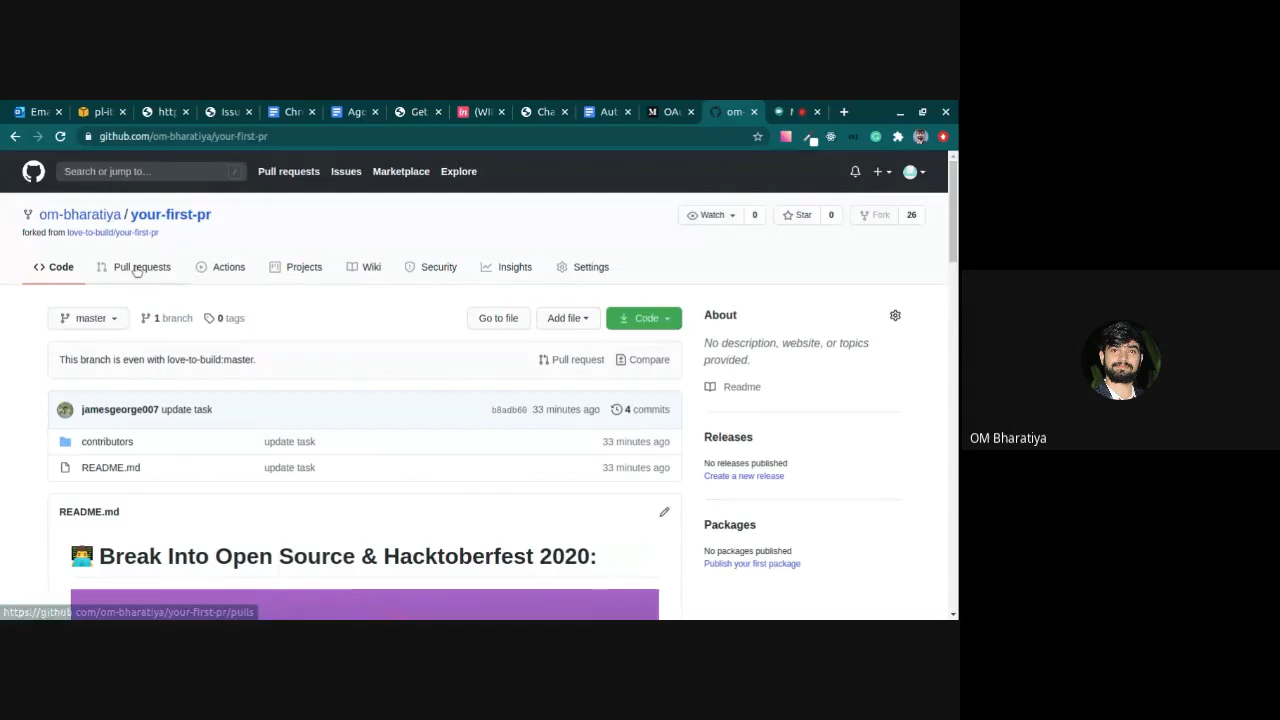 Ema
pl-it
http
Issu
Chr
Ago
Get
(WI
Cha
Aut
OAu
om-
github.com/om-bharatiya/your-first-pr
Search or jump to… /
Pull requests
Issues
Marketplace
Explore
om-bharatiya / your-first-pr
forked from love-to-build/your-first-pr
Watch 0
Star 0
Fork 26
Code
Pull requests
Actions
Projects
Wiki
Security
Insights
Settings
master
1 branch
0 tags
Go to file
Add file
Code
This branch is even with love-to-build:master.
Pull request
Compare
jamesgeorge007 update task
b8adb60 33 minutes ago
4 commits
contributors
update task
33 minutes ago
README.md
update task
33 minutes ago
README.md
Break Into Open Source & Hacktoberfest 2020:
About
No description, website, or topics
provided.
Readme
Releases
No releases published
Create a new release
Packages
No packages published
Publish your first package
https://github.com/om-bharatiya/your-first-pr/pulls
OM Bharatiya